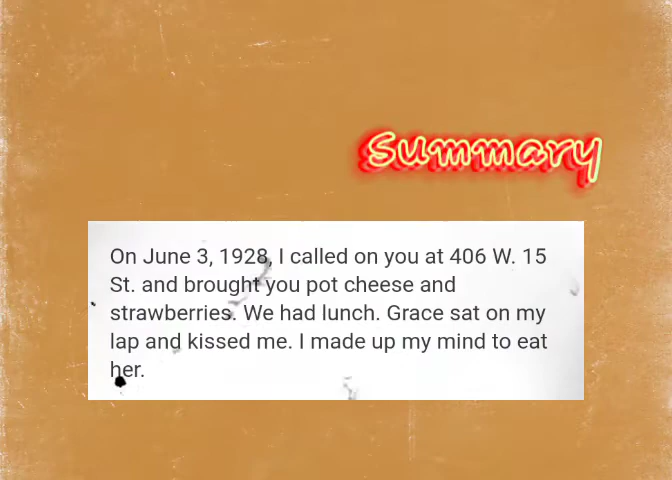 Summary
On June 3, 1928, I called on you at 406 W. 15
St. and brought you pot cheese and
strawberries. We had lunch. Grace sat on my
lap and kissed me. I made up my mind to eat
her.